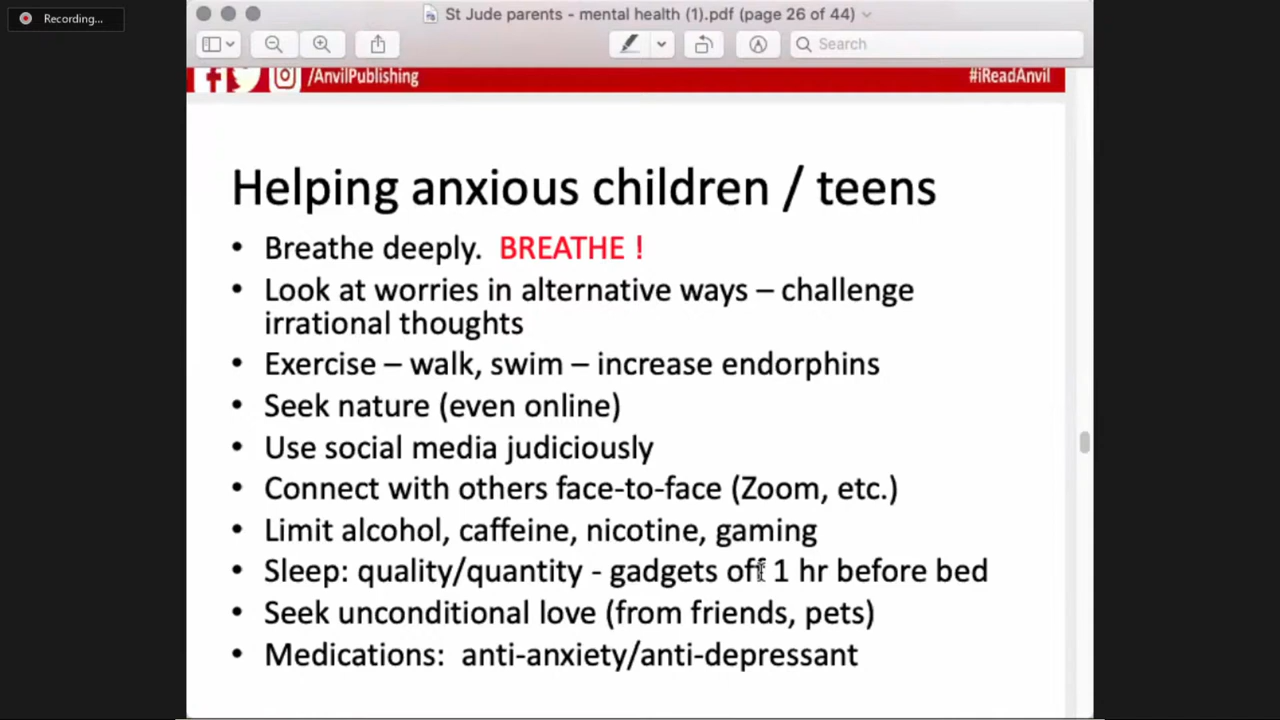 Recording...
St Jude parents - mental health (1).pdf (page 26 of 44)
Search
/AnvilPublishing
#iReadAnvil
Helping anxious children / teens
• Breathe deeply. BREATHE !
• Look at worries in alternative ways – challenge
irrational thoughts
• Exercise – walk, swim – increase endorphins
• Seek nature (even online)
• Use social media judiciously
• Connect with others face-to-face (Zoom, etc.)
• Limit alcohol, caffeine, nicotine, gaming
• Sleep: quality/quantity - gadgets off 1 hr before bed
• Seek unconditional love (from friends, pets)
• Medications: anti-anxiety/anti-depressant